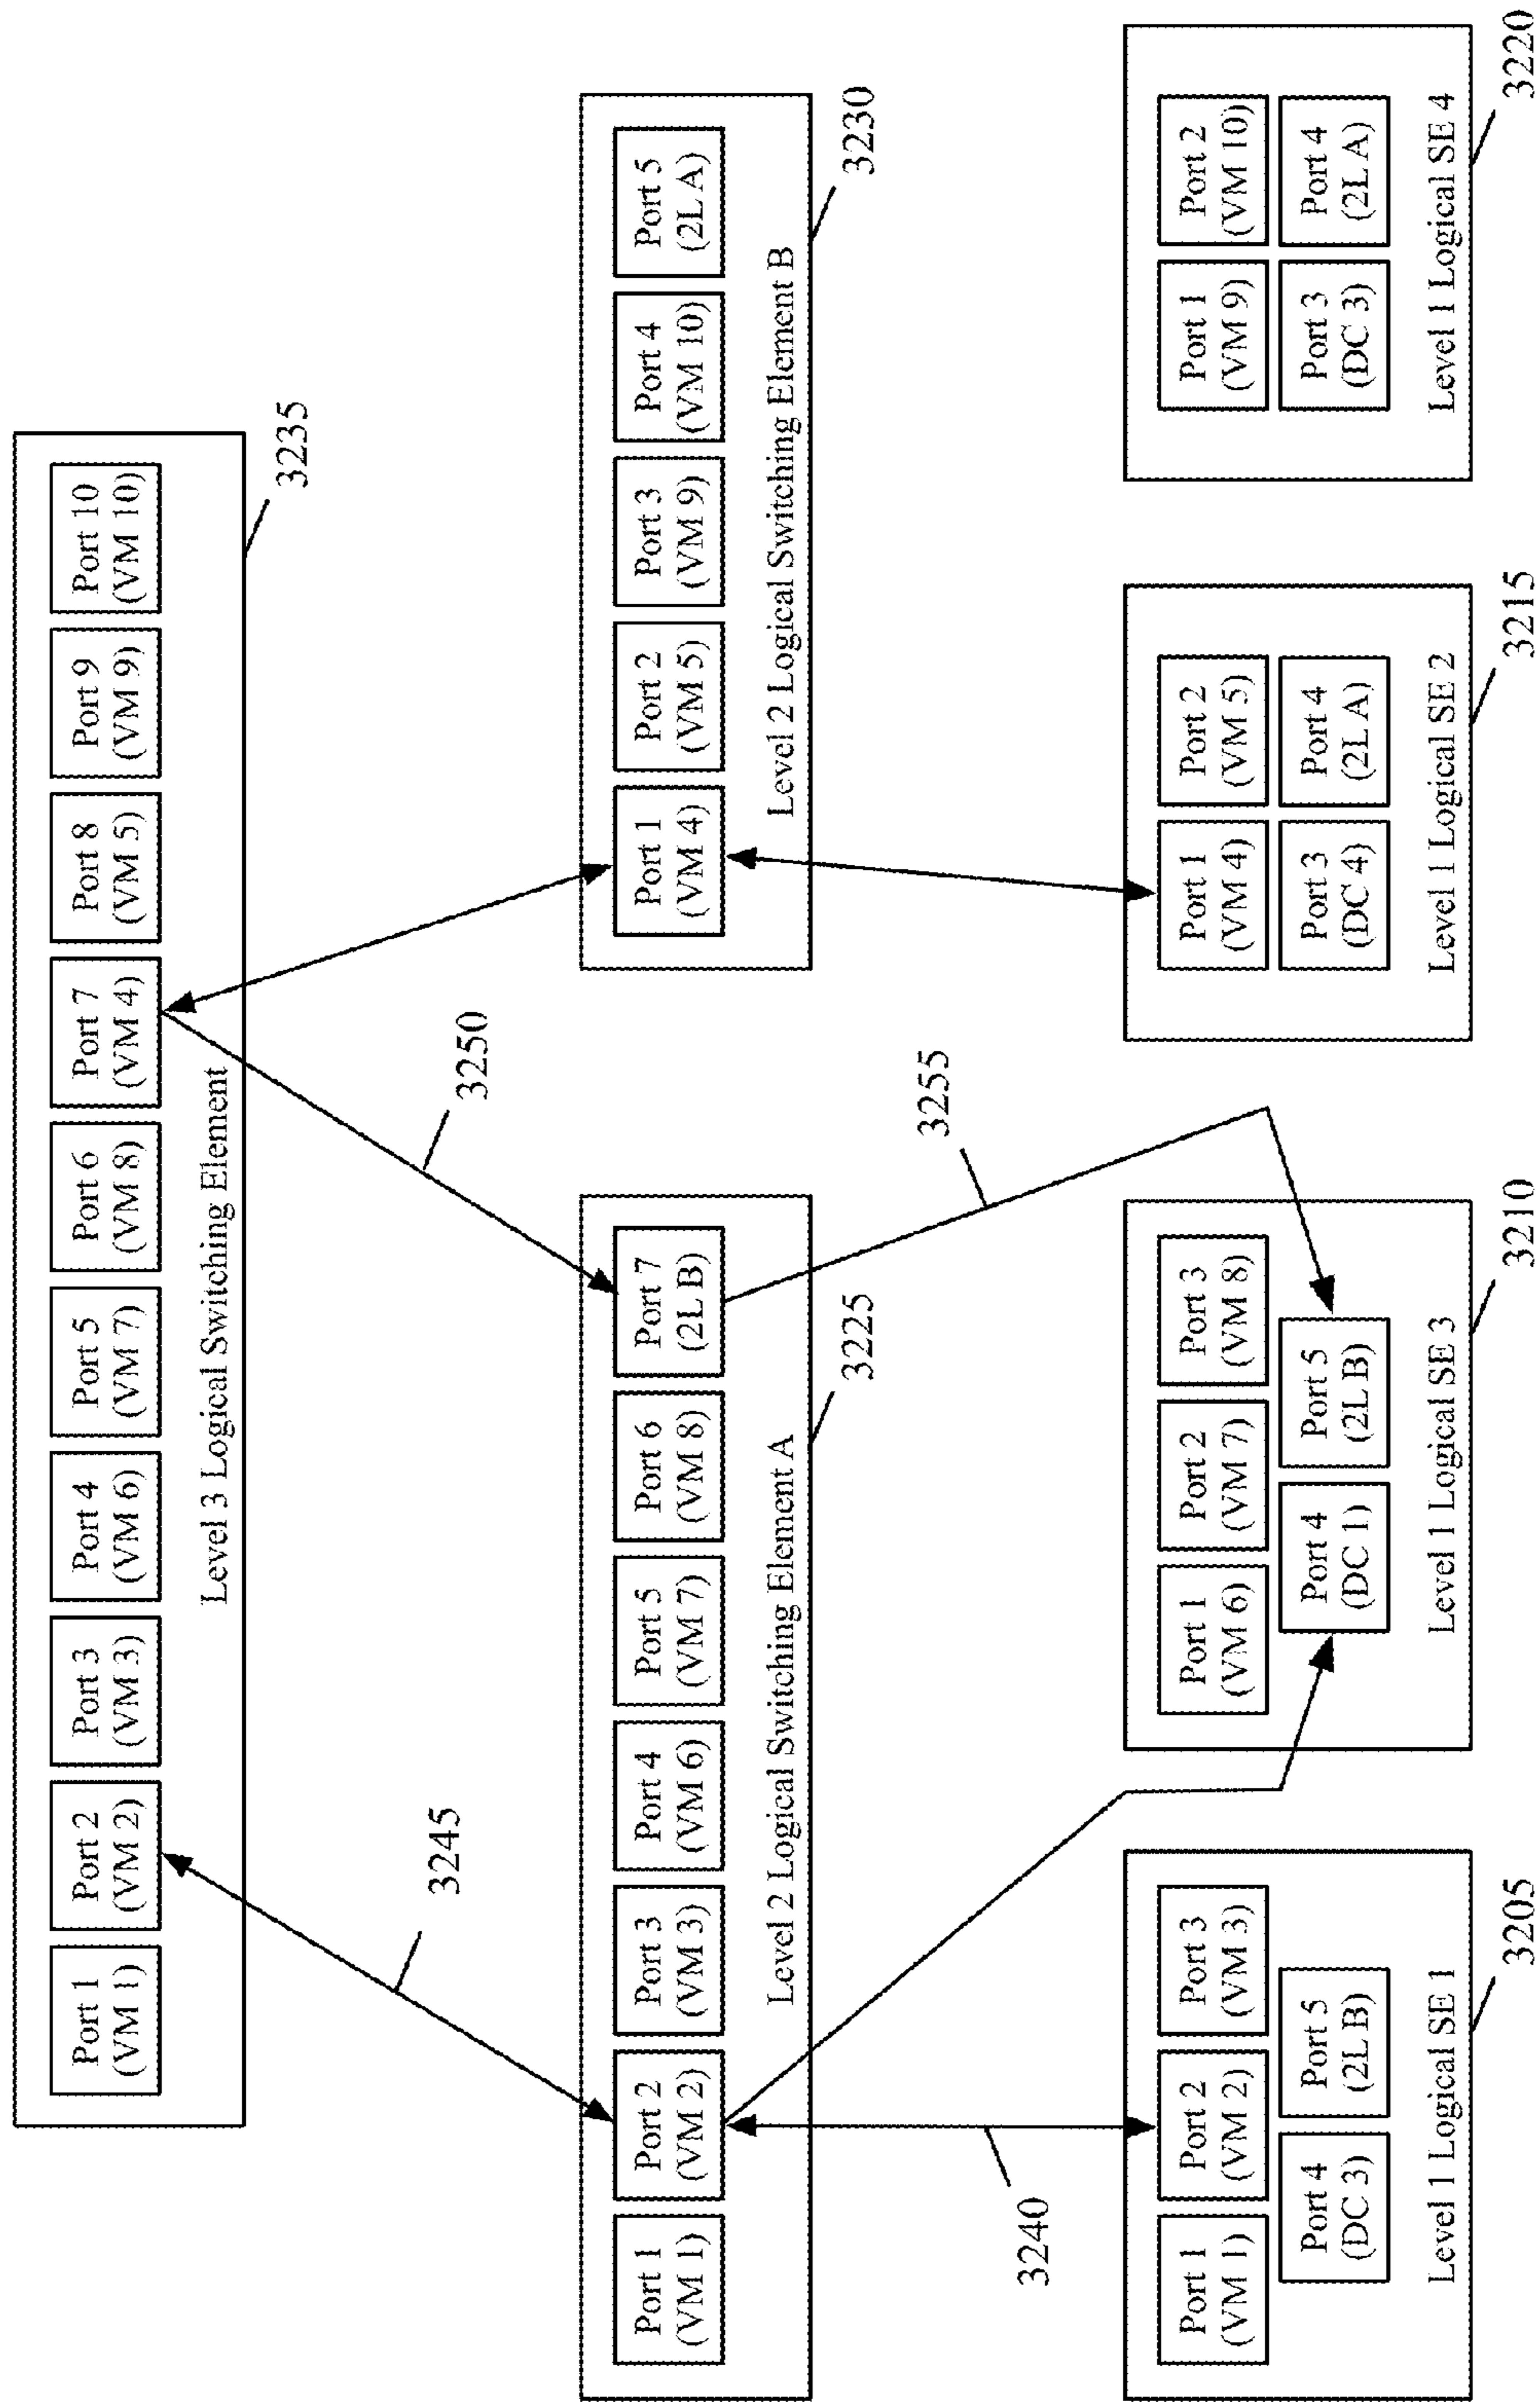 Port 1
(VM 1)
Port 2
(VM 2)
Port 3
(VM 3)
Port 4
(VM 6)
Port 5
(VM 7)
Port 6
(VM 8)
Port 7
(VM 4)
Port 8
(VM 5)
Port 9
(VM 9)
Port 10
(VM 10)
Level 3 Logical Switching Element
3235
3245
3250
Port 1
(VM 1)
Port 2
(VM 2)
Port 3
(VM 3)
Port 4
(VM 6)
Port 5
(VM 7)
Port 6
(VM 8)
Port 7
(2L B)
Level 2 Logical Switching Element A
3225
Port 1
(VM 4)
Port 2
(VM 5)
Port 3
(VM 9)
Port 4
(VM 10)
Port 5
(2L A)
Level 2 Logical Switching Element B
3230
3240
3255
Port 1
(VM 1)
Port 2
(VM 2)
Port 3
(VM 3)
Port 4
(DC 3)
Port 5
(2L B)
Level 1 Logical SE 1
3205
Port 1
(VM 6)
Port 2
(VM 7)
Port 3
(VM 8)
Port 4
(DC 1)
Port 5
(2L B)
Level 1 Logical SE 3
3210
Port 1
(VM 4)
Port 2
(VM 5)
Port 3
(DC 4)
Port 4
(2L A)
Level 1 Logical SE 2
3215
Port 1
(VM 9)
Port 2
(VM 10)
Port 3
(DC 3)
Port 4
(2L A)
Level 1 Logical SE 4
3220